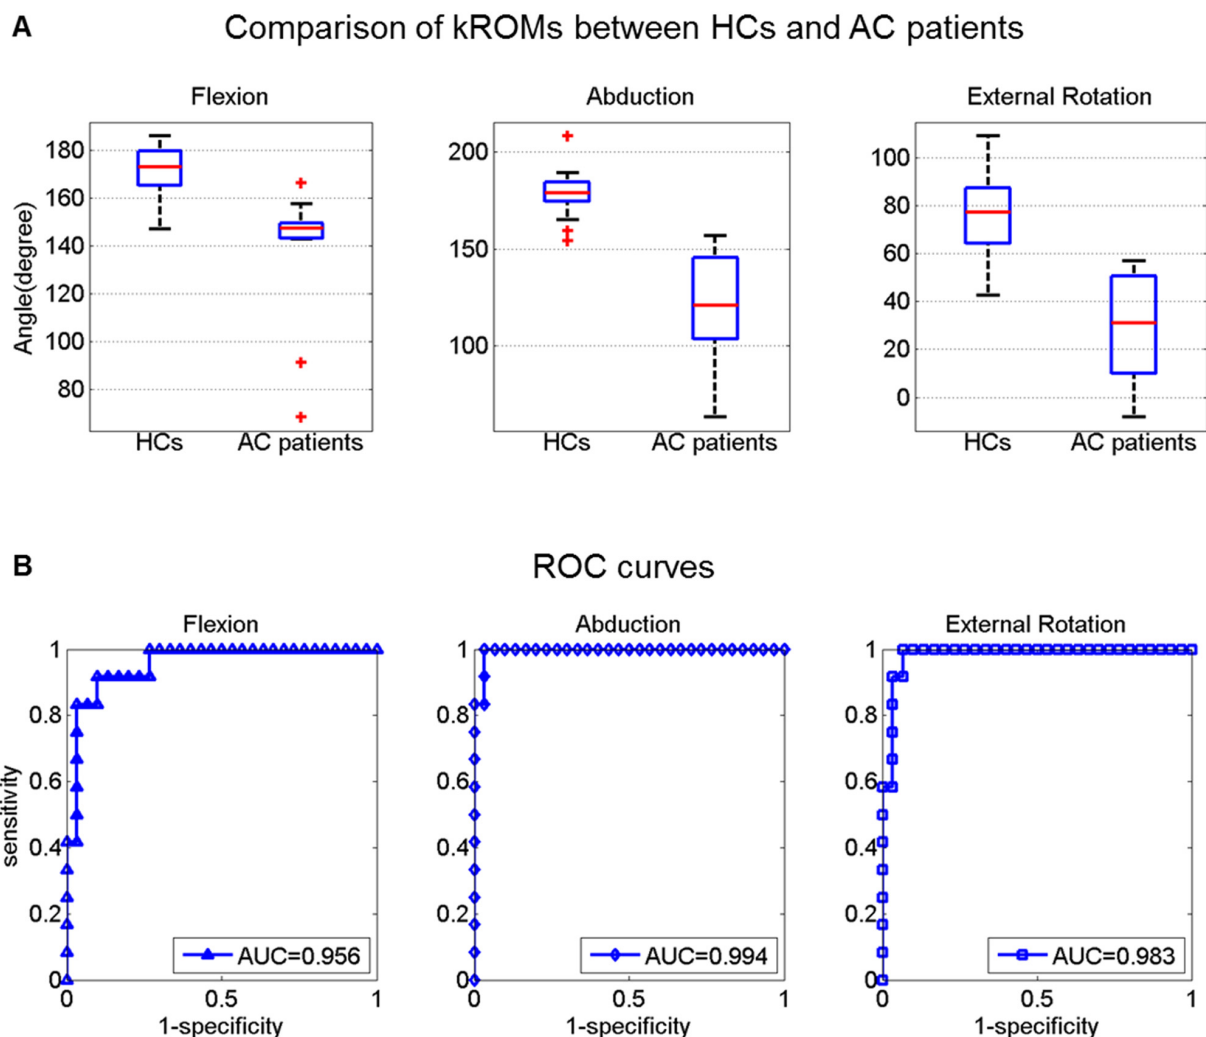 A
Comparison of kROMs between HCs and AC patients
Flexion
Abduction
External Rotation
Angle(degree)
180
160
140
120
100
80
HCs
AC patients
200
150
100
HCs
AC patients
100
80
60
40
20
0
HCs
AC patients
B
ROC curves
Flexion
Abduction
External Rotation
sensitivity
1
0.8
0.6
0.4
0.2
0
AUC=0.956
0
0.5
1
1-specificity
1
0.8
0.6
0.4
0.2
0
AUC=0.994
0
0.5
1
1-specificity
1
0.8
0.6
0.4
0.2
0
AUC=0.983
0
0.5
1
1-specificity